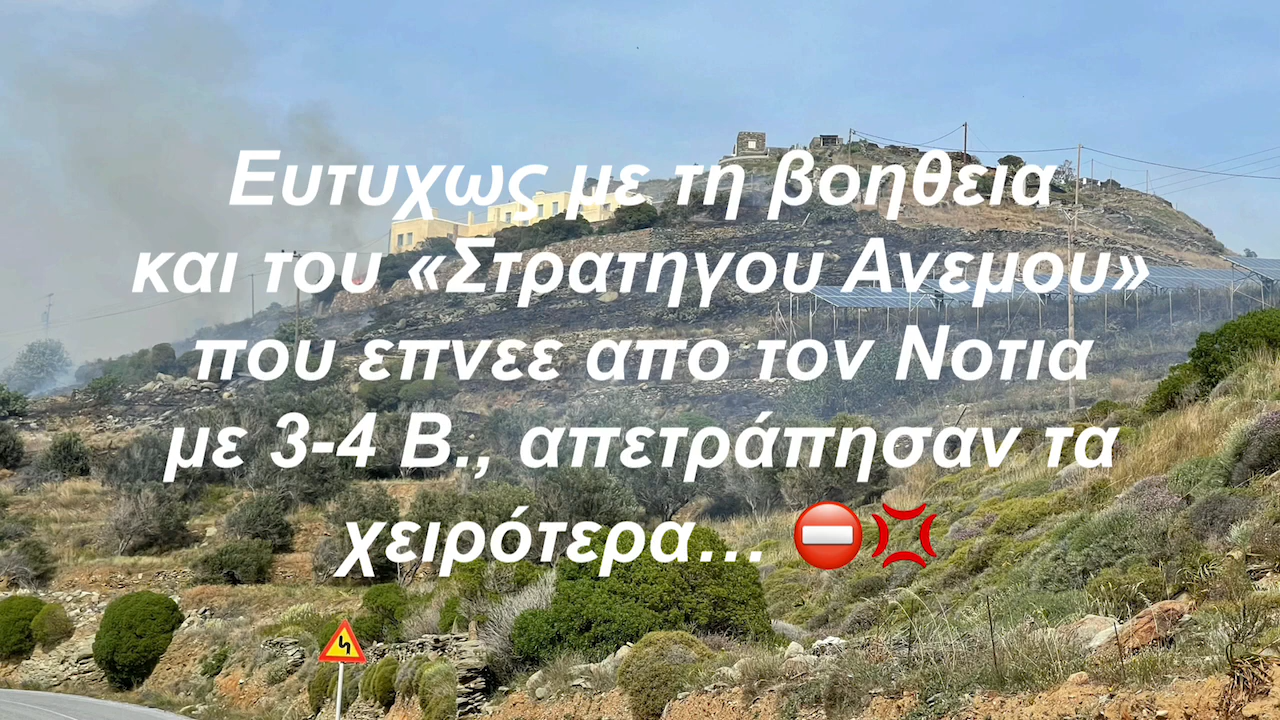 Ευτυχως με τη βοηθεια
και του «Στρατηγου Ανεμου»
που επνεε απο τον Νοτια
με 3-4 Β., απετράπησαν τα
χειρότερα... ⛔💢